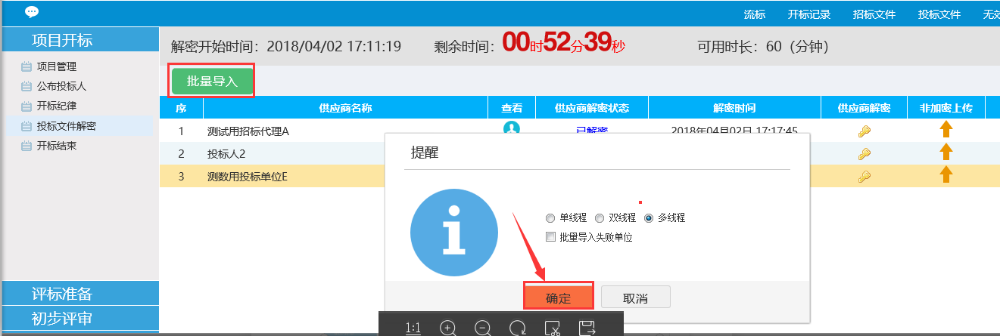 流标 开标记录 招标文件 投标文件 无效
项目开标
解密开始时间：2018/04/02 17:11:19 剩余时间：00时52分39秒 可用时长：60（分钟）
项目管理
公布投标人
开标纪律
投标文件解密
开标结束
批量导入
序 供应商名称 查看 供应商解密状态 解密时间 供应商解密 非加密上传
1 测试用招标代理A 已解密 2018年04月02日 17:17:45
2 投标人2
3 测数用投标单位E
提醒
单线程 双线程 多线程
批量导入失败单位
确定 取消
评标准备
初步评审
1:1